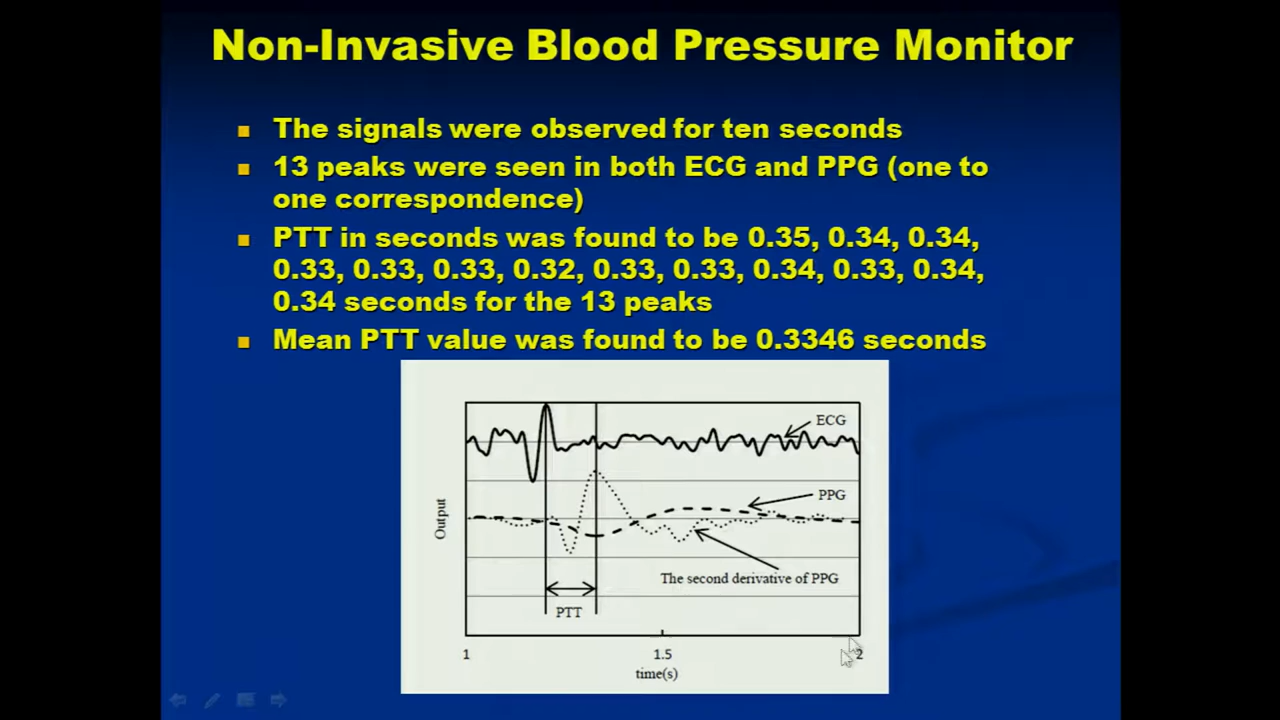 Non-Invasive Blood Pressure Monitor
The signals were observed for ten seconds
13 peaks were seen in both ECG and PPG (one to
one correspondence)
PTT in seconds was found to be 0.35, 0.34, 0.34,
0.33, 0.33, 0.33, 0.32, 0.33, 0.33, 0.34, 0.33, 0.34,
0.34 seconds for the 13 peaks
Mean PTT value was found to be 0.3346 seconds
ECG
PPG
Output
The second derivative of PPG
PTT
1 1.5 2
time(s)